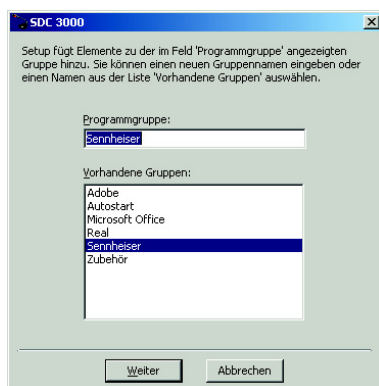 SDC 3000
Setup fügt Elemente zu der im Feld 'Programmgruppe' angezeigten
Gruppe hinzu. Sie können einen neuen Gruppennamen eingeben oder
einen Namen aus der Liste 'Vorhandene Gruppen' auswählen.
Programmgruppe:
Sennheiser
Vorhandene Gruppen:
Adobe
Autostart
Microsoft Office
Real
Sennheiser
Zubehör
Weiter
Abbrechen